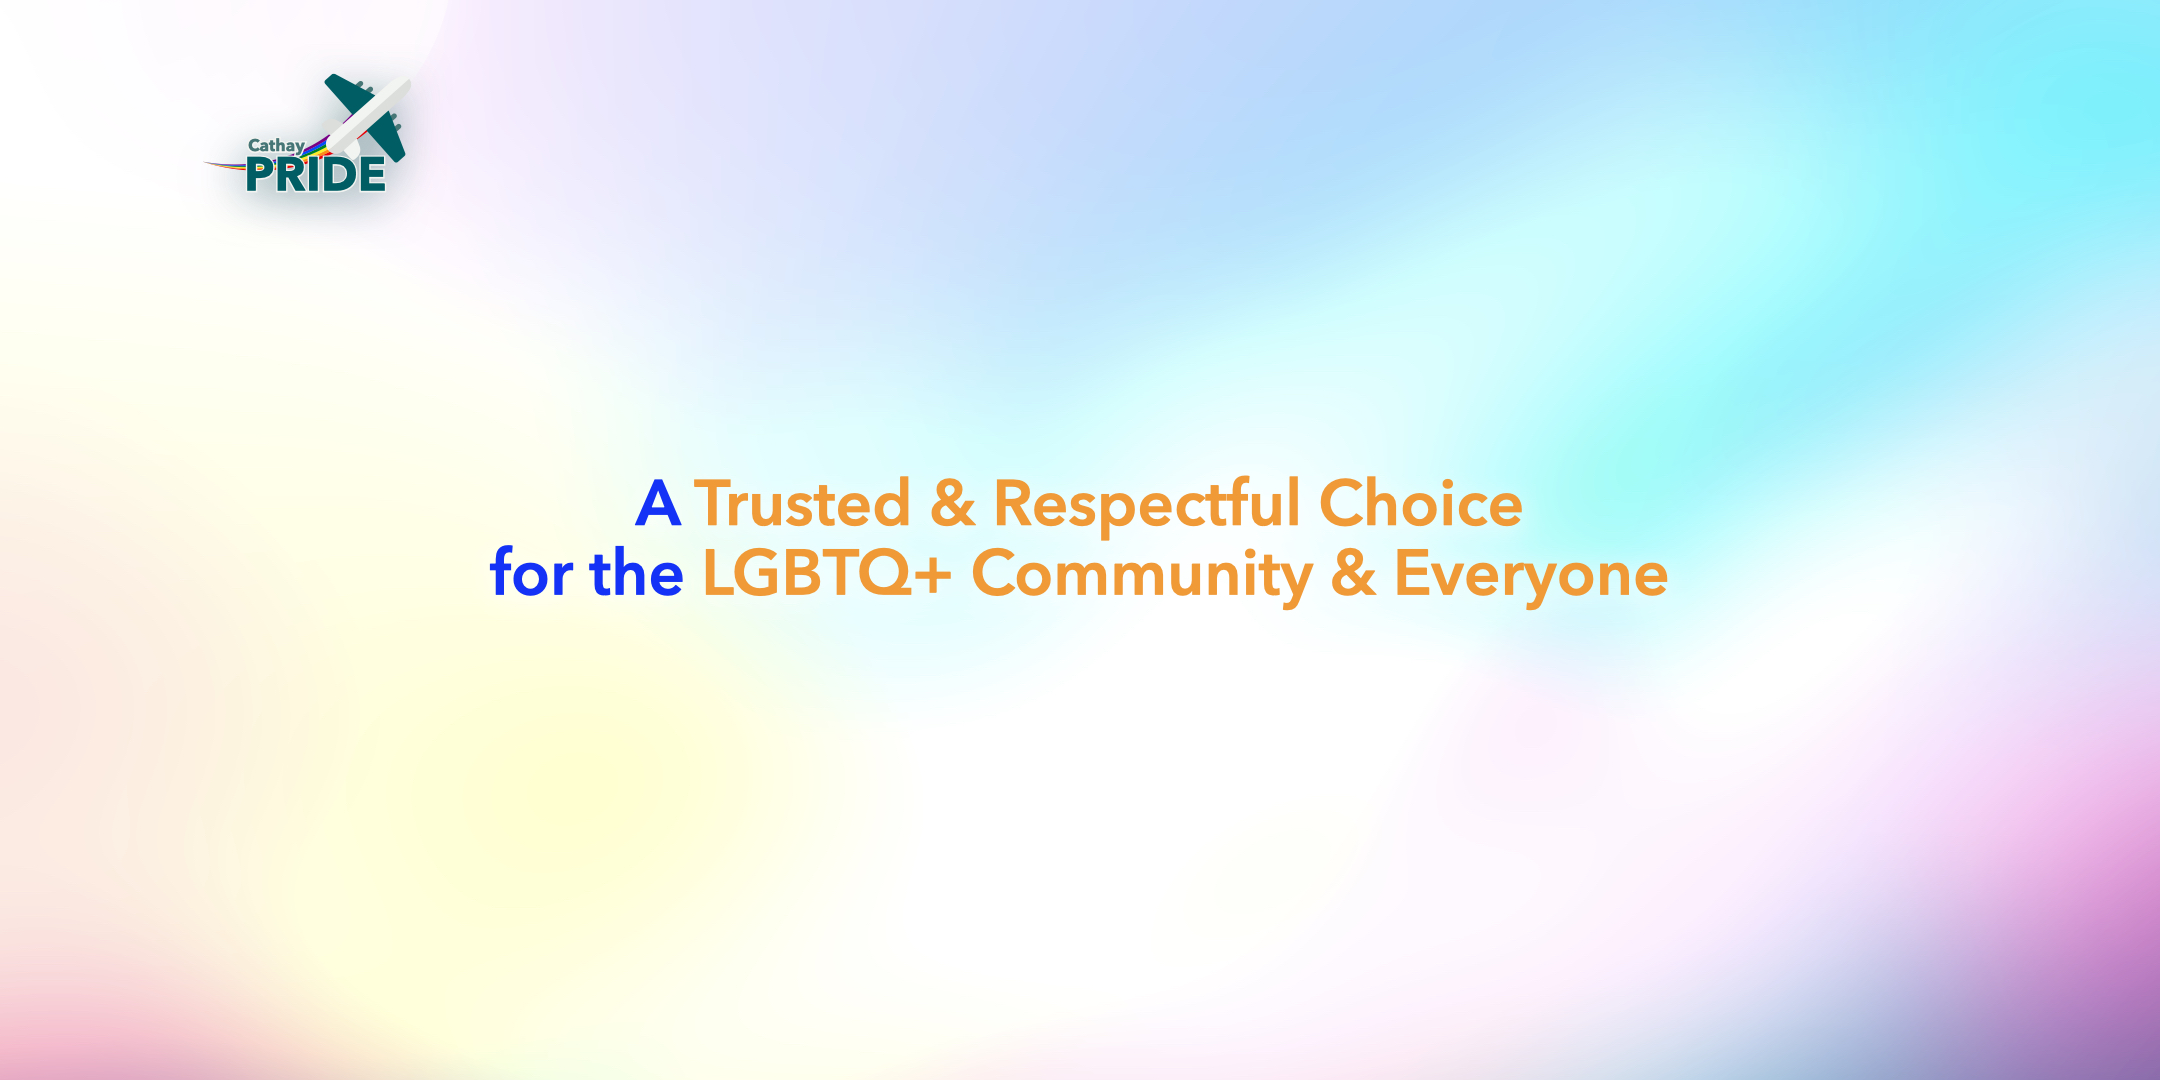 Cathay
PRIDE
A Trusted & Respectful Choice
for the LGBTQ+ Community & Everyone